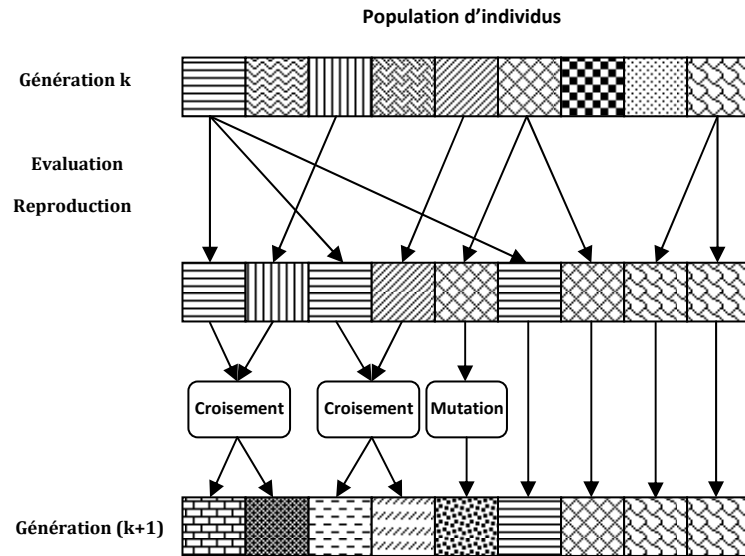 Population d’individus
Génération k
Evaluation
Reproduction
Croisement
Croisement
Mutation
Génération (k+1)